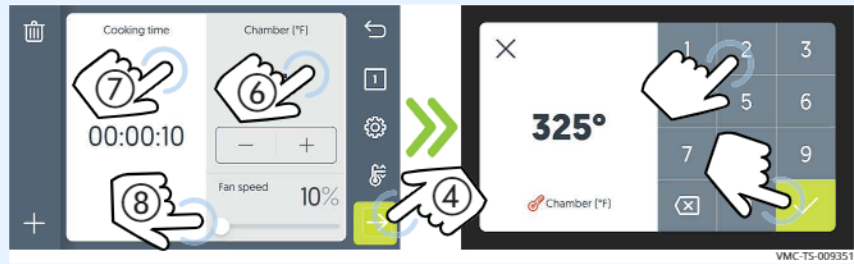 Cooking time
Chamber [°F]
7
6
00:00:10
− +
8
Fan speed
10%
1
4
325°
Chamber [°F]
1 2 3
5 6
7 9
VMC-TS-009351